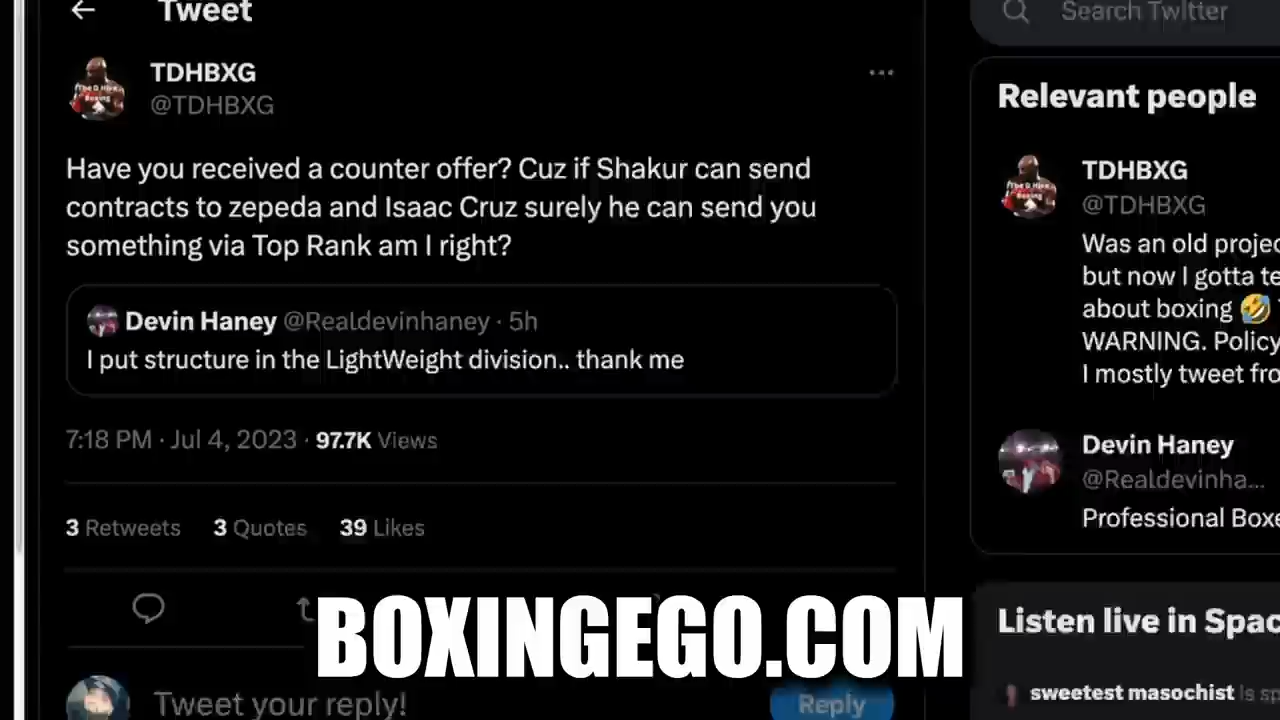 Tweet
TDHBXG
@TDHBXG
Have you received a counter offer? Cuz if Shakur can send
contracts to zepeda and Isaac Cruz surely he can send you
something via Top Rank am I right?
Devin Haney @Realdevinhaney · 5h
I put structure in the LightWeight division.. thank me
7:18 PM · Jul 4, 2023 · 97.7K Views
3 Retweets 3 Quotes 39 Likes
BOXINGEGO.COM
Tweet your reply!
Reply
Search Twitter
Relevant people
TDHBXG
@TDHBXG
Was an old projec
but now I gotta te
about boxing 🤣
WARNING. Policy
I mostly tweet fro
Devin Haney
@Realdevinha...
Professional Boxe
Listen live in Spac
sweetest masochist is sp